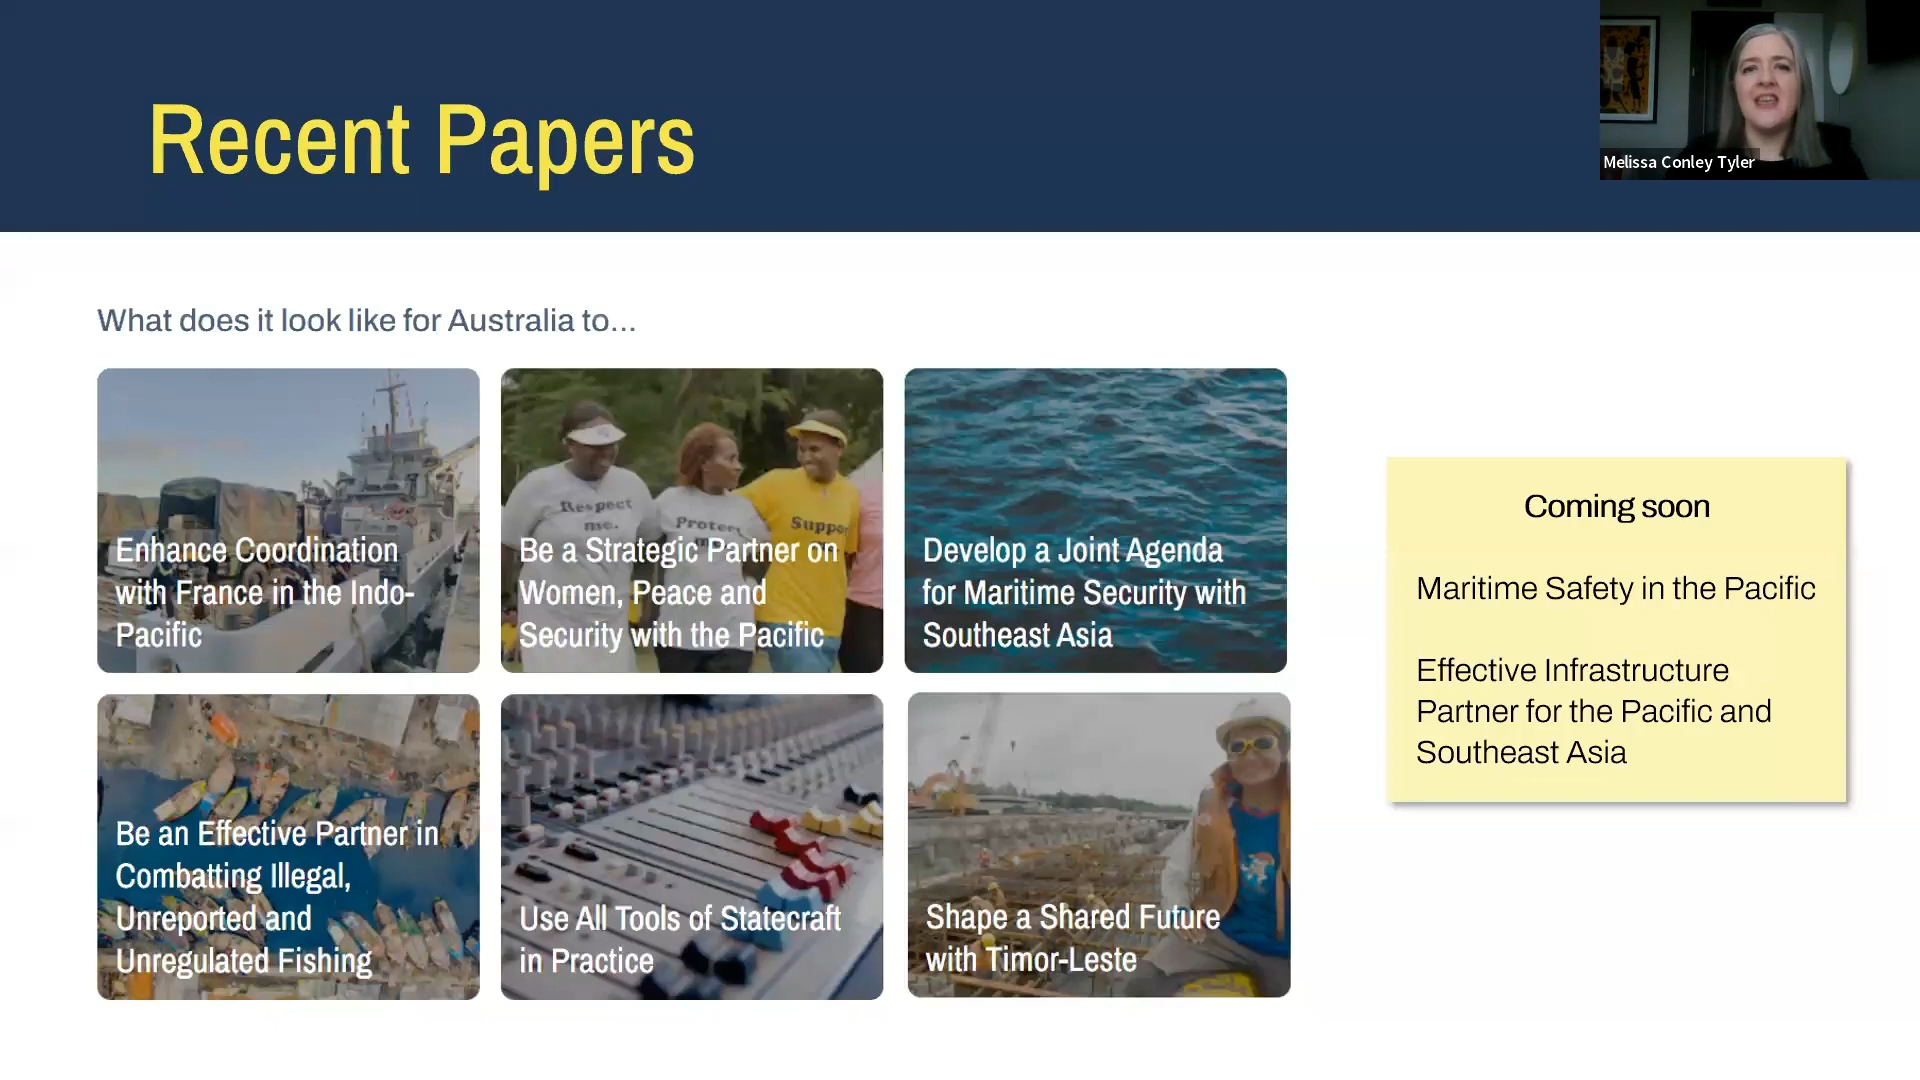 Recent Papers
Melissa Conley Tyler
What does it look like for Australia to...
Enhance Coordination
with France in the Indo-
Pacific
Respect
me.
Protect
Suppo
Be a Strategic Partner on
Women, Peace and
Security with the Pacific
Develop a Joint Agenda
for Maritime Security with
Southeast Asia
Be an Effective Partner in
Combatting Illegal,
Unreported and
Unregulated Fishing
Use All Tools of Statecraft
in Practice
Shape a Shared Future
with Timor-Leste
Coming soon
Maritime Safety in the Pacific
Effective Infrastructure
Partner for the Pacific and
Southeast Asia